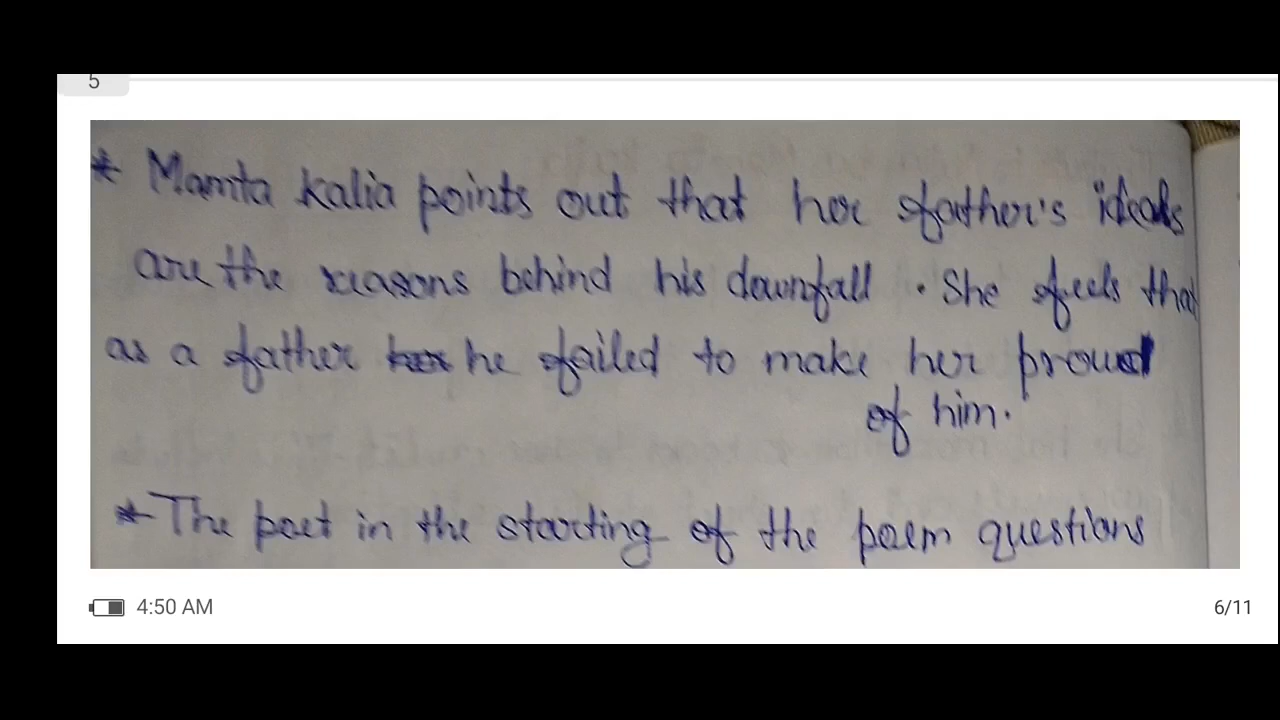 5
* Mamta Kalia points out that her father's ideals
are the reasons behind his downfall. She feels that
as a father he failed to make her proud
of him.
* The poet in the starting of the poem questions
4:50 AM
6/11